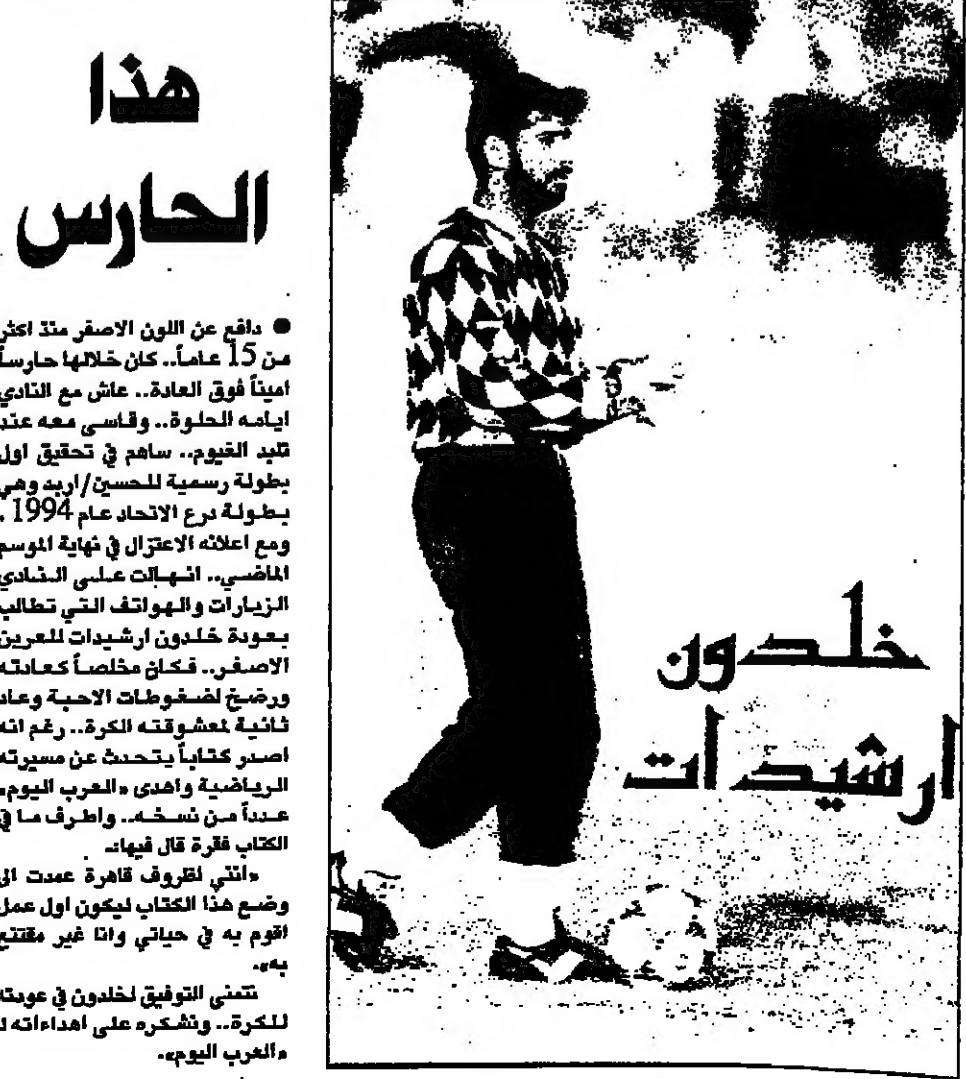 هذا
الحارس
● دافع عن اللون الاصفر منذ اكثر
من 15 عاماً.. كان خلالها حارساً
اميناً فوق العادة.. عاش مع النادي
ايامه الحلوة.. وقاسى معه عند
تلبد الغيوم.. ساهم في تحقيق اول
بطولة رسمية للحسين/اربد وهي
بطولة درع الاتحاد عام 1994.
ومع اعلانه الاعتزال في نهاية الموسم
الماضي.. انهالت على النادي
الزيارات والهواتف التي تطالب
بعودة خلدون ارشيدات للعرين
الاصفر.. فكان مخلصاً كعادته
ورضخ لضغوطات الاحبة وعاد
ثانية لمعشوقته الكرة.. رغم انه
اصدر كتاباً يتحدث عن مسيرته
الرياضية واهدى «العرب اليوم»
عدداً من نسخه.. واطرف ما في
الكتاب فقرة قال فيها:ـ
«انني لظروف قاهرة عمدت الى
وضع هذا الكتاب ليكون اول عمل
اقوم به في حياتي وانا غير مقتنع
به».
نتمنى التوفيق لخلدون في عودته
للكرة.. ونشكره على اهداءاته لـ
«العرب اليوم».
خلدون
ارشيدات